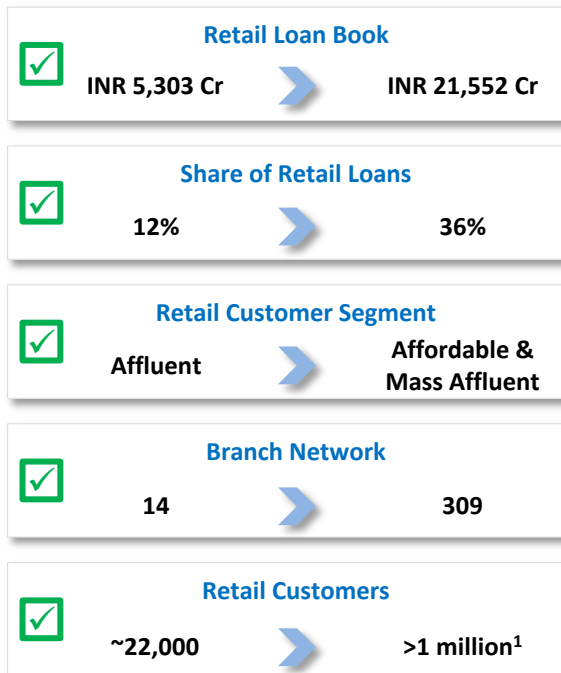 Retail Loan Book
INR 5,303 Cr INR 21,552 Cr
Share of Retail Loans
12% 36%
Retail Customer Segment
Affluent Affordable &
Mass Affluent
Branch Network
14 309
Retail Customers
~22,000 >1 million¹